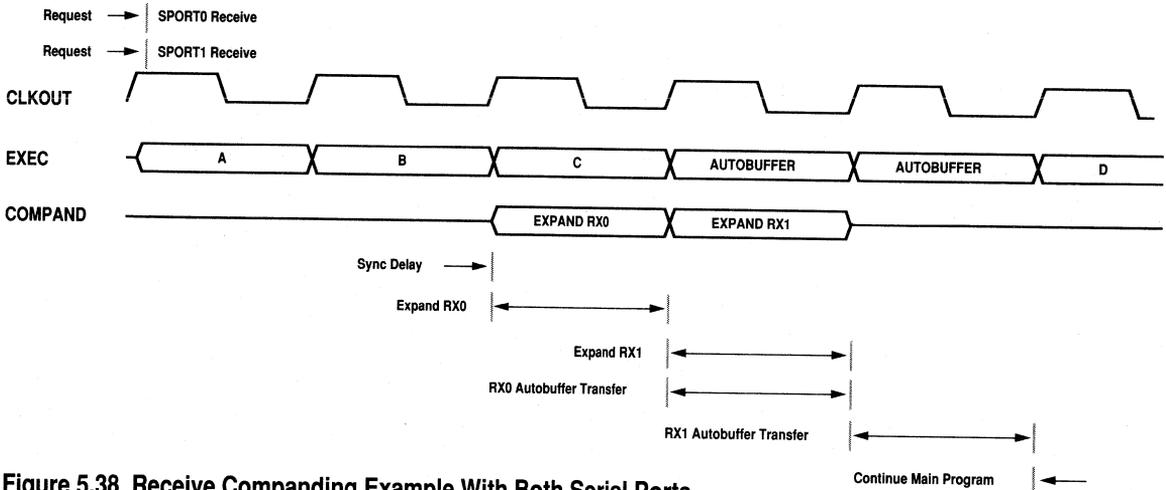 Request SPORT0 Receive
Request SPORT1 Receive
CLKOUT
EXEC A B C AUTOBUFFER AUTOBUFFER D
COMPAND EXPAND RX0 EXPAND RX1
Sync Delay
Expand RX0
Expand RX1
RX0 Autobuffer Transfer
RX1 Autobuffer Transfer
Continue Main Program
Figure 5.38 Receive Companding Example With Both Serial Ports